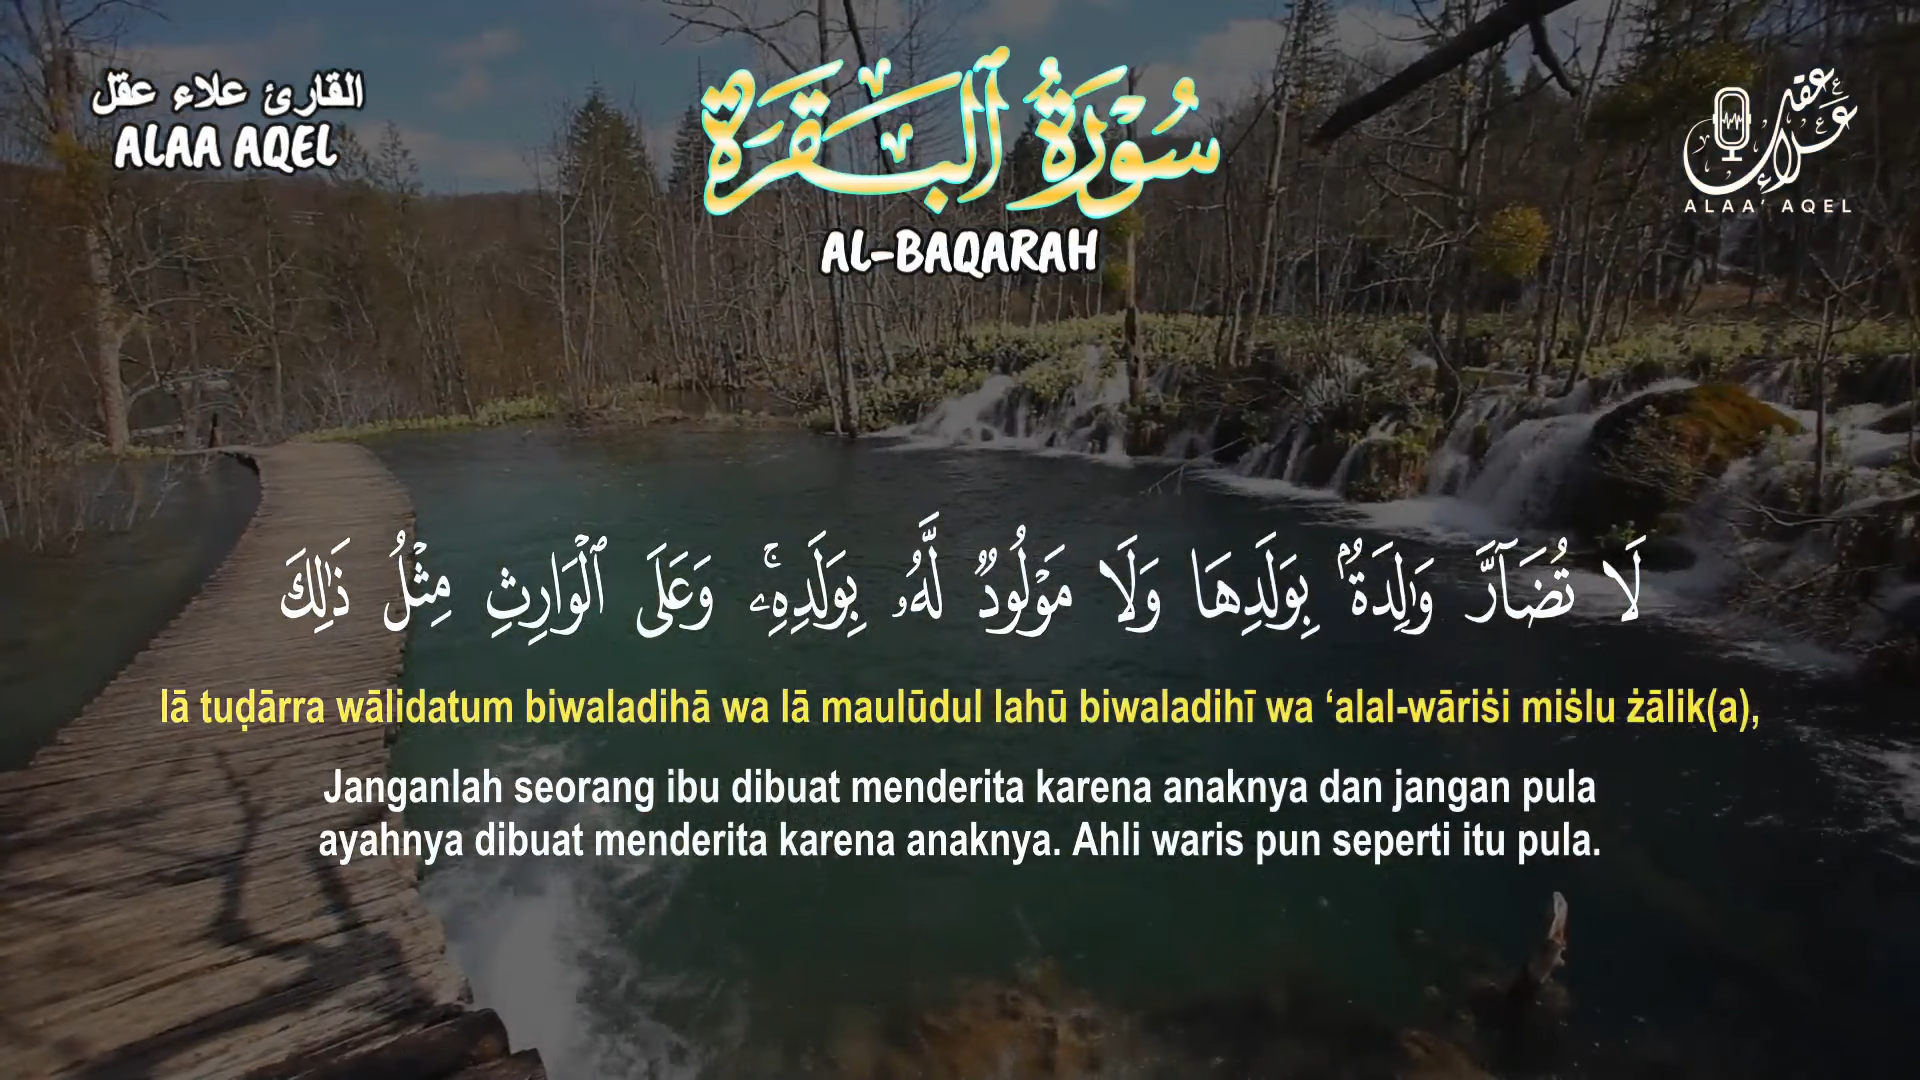 القارئ علاء عقل
ALAA AQEL
سُورَةُ ٱلْبَقَرَةِ
AL-BAQARAH
علاء عقل
ALAA' AQEL
لَا تُضَآرَّ وَٰلِدَةٌۢ بِوَلَدِهَا وَلَا مَوْلُودٌ لَّهُۥ بِوَلَدِهِۦۚ وَعَلَى ٱلْوَارِثِ مِثْلُ ذَٰلِكَ
lā tuḍārra wālidatum biwaladihā wa lā maulūdul lahū biwaladihī wa ‘alal-wāriṡi miṡlu żālik(a),
Janganlah seorang ibu dibuat menderita karena anaknya dan jangan pula
ayahnya dibuat menderita karena anaknya. Ahli waris pun seperti itu pula.